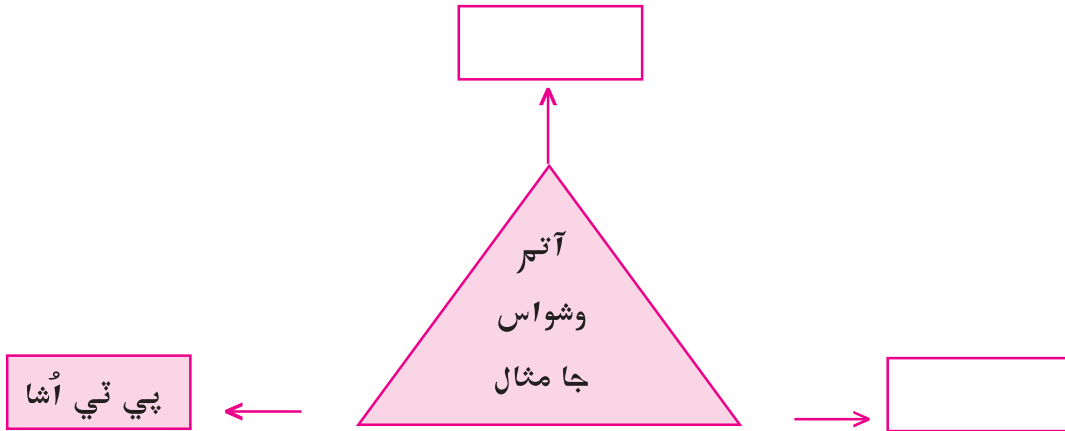 آتم
وشواس
جا مثال
پي ٽي اُشا